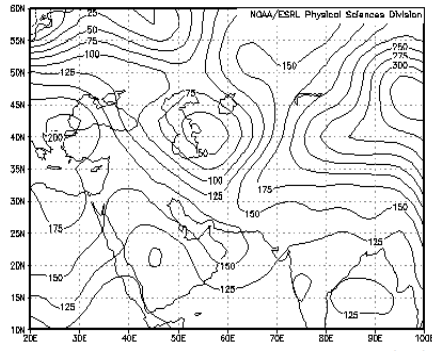 60N 25 NOAA/ESRL Physical Sciences Division
50 250
55N 75 275
100 150 300
50N 125
45N 75
40N 200 50
35N 100
125 175
30N 150 150
175
25N 125
20N 150 150
15N 125 125 125
10N
20E 30E 40E 50E 60E 70E 80E 90E 100E